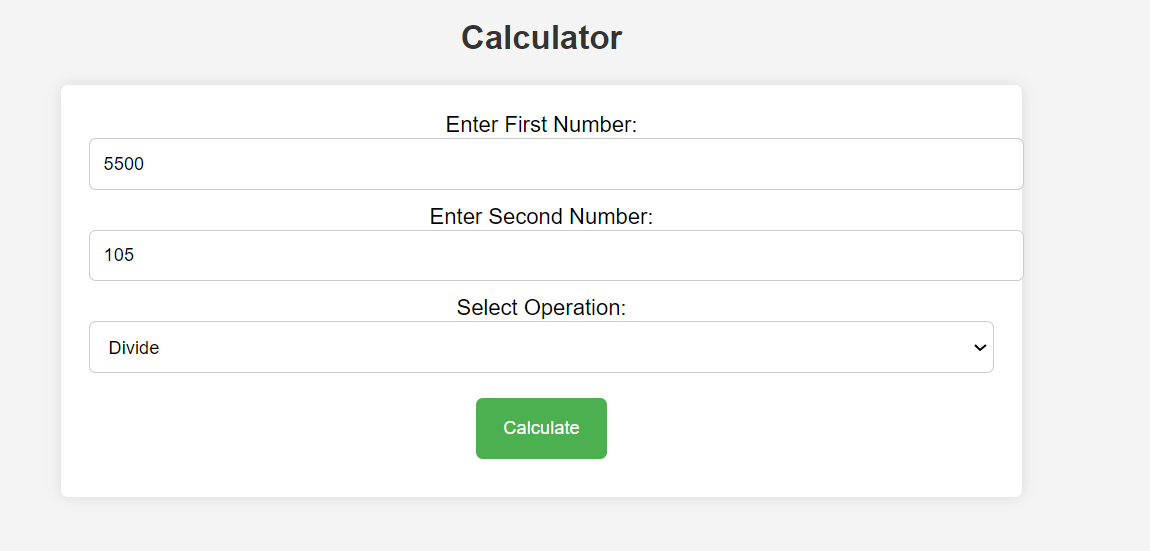 Calculator
Enter First Number:
5500
Enter Second Number:
105
Select Operation:
Divide
Calculate